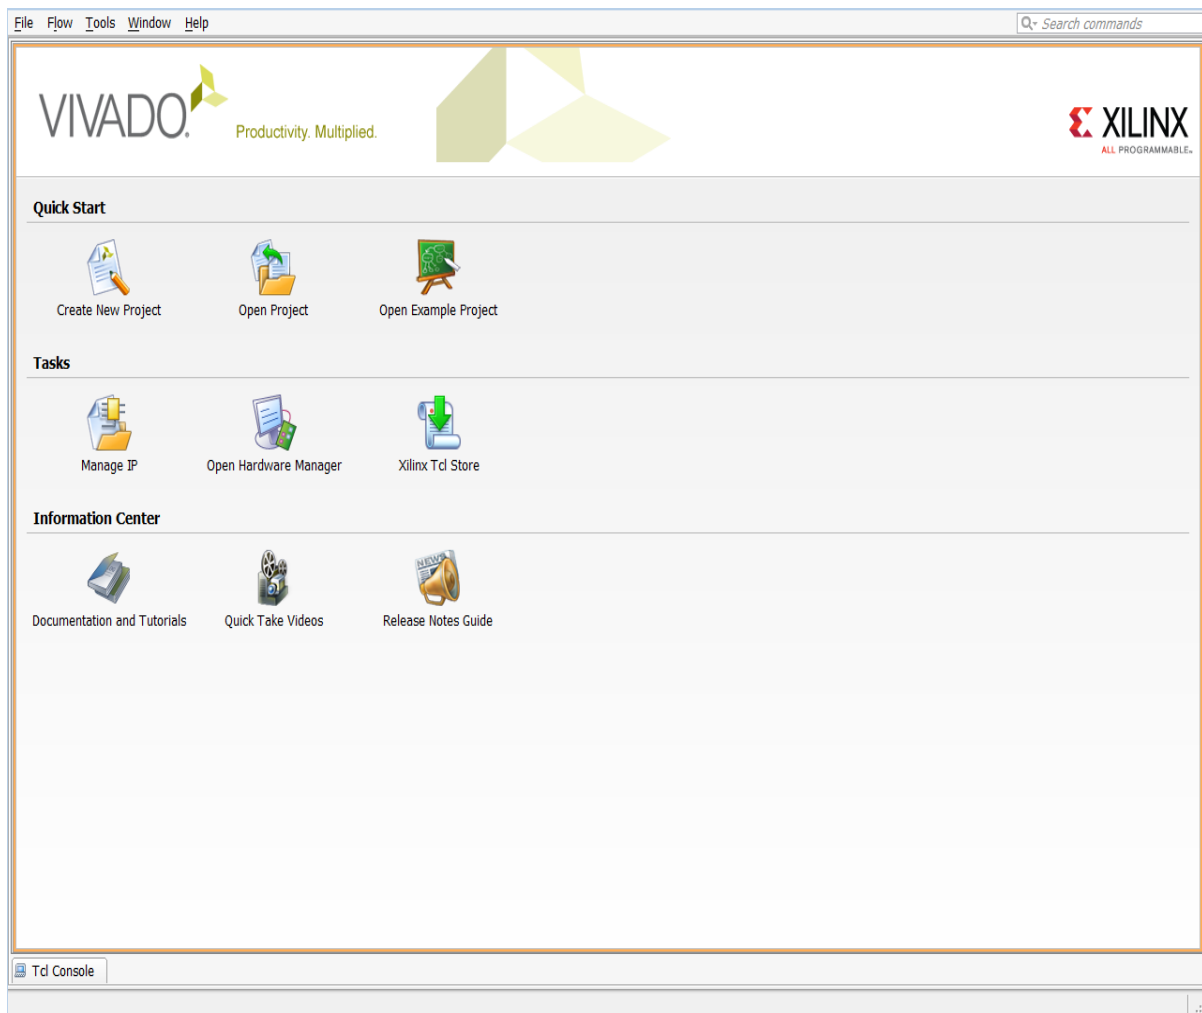 File Flow Tools Window Help
Search commands
VIVADO.
Productivity. Multiplied.
XILINX
ALL PROGRAMMABLE™
Quick Start
Create New Project
Open Project
Open Example Project
Tasks
Manage IP
Open Hardware Manager
Xilinx Tcl Store
Information Center
NEWS
Documentation and Tutorials
Quick Take Videos
Release Notes Guide
Tcl Console